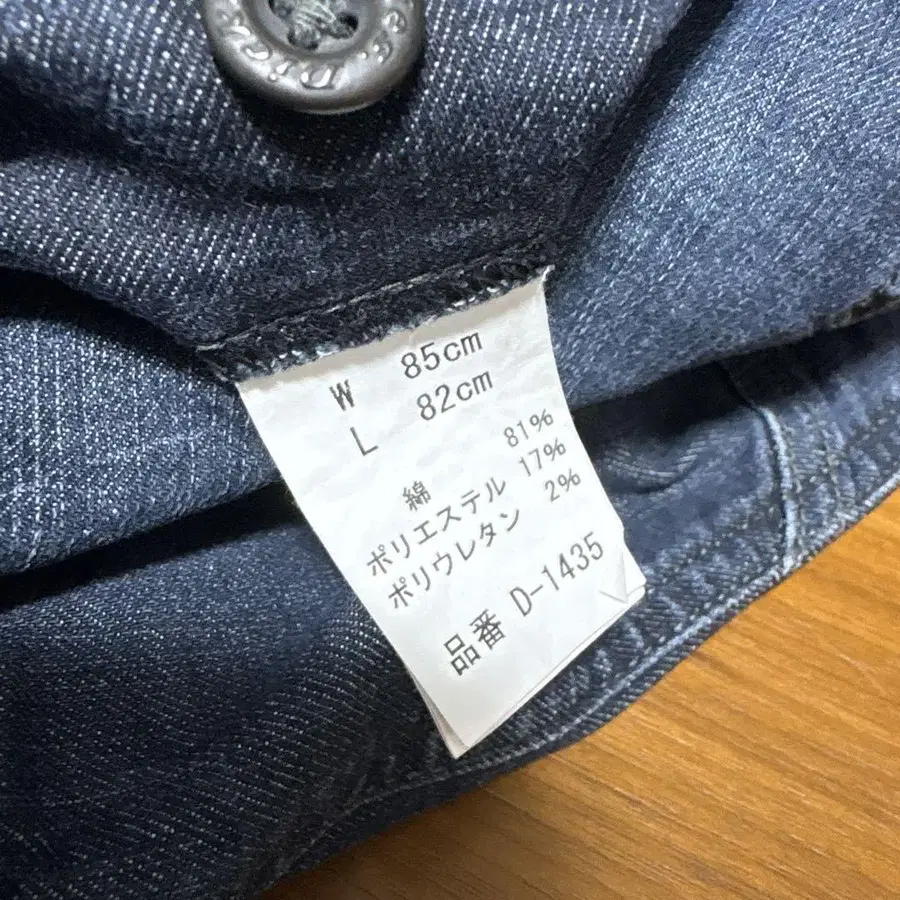 W 85cm
L 82cm
綿 81%
ポリエステル 17%
ポリウレタン 2%
品番 D-1435